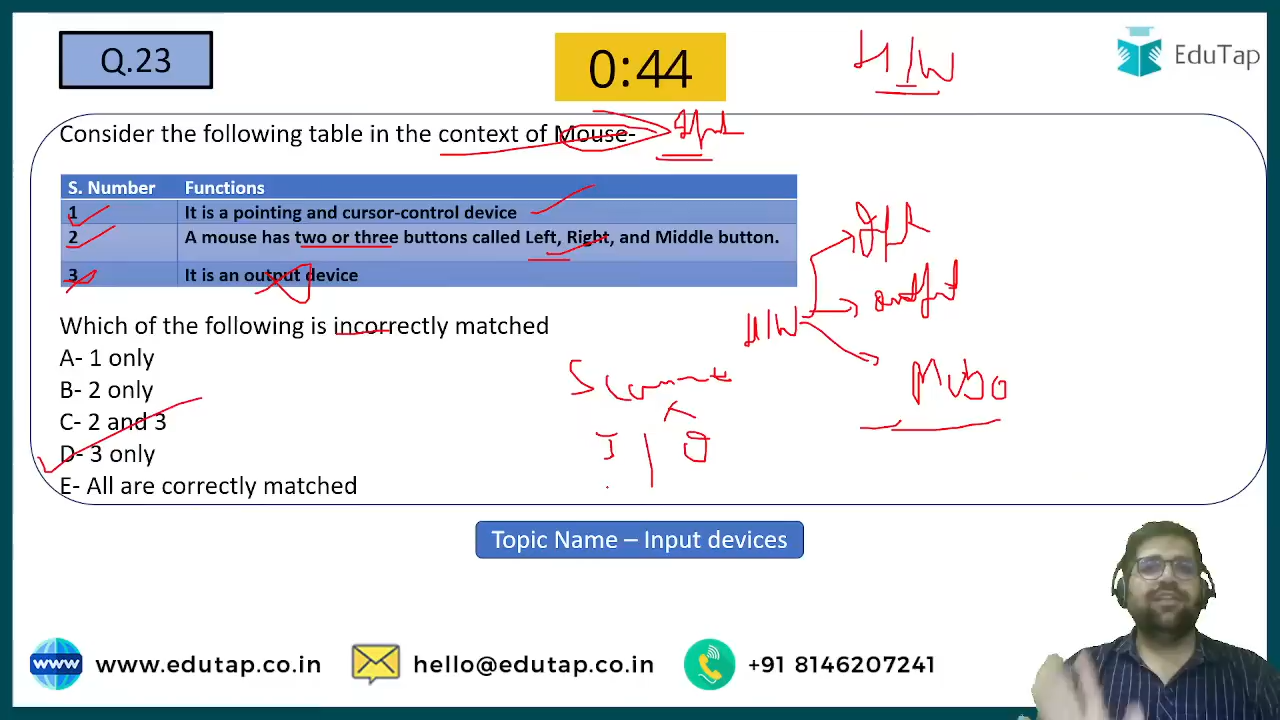 Q.23
0:44
H/W
EduTap
Consider the following table in the context of Mouse-
Input
S. Number Functions
1 It is a pointing and cursor-control device
2 A mouse has two or three buttons called Left, Right, and Middle button.
3 It is an output device
Input
output
H/W
Mobo
Which of the following is incorrectly matched
A- 1 only
B- 2 only
C- 2 and 3
D- 3 only
E- All are correctly matched
I | O
Topic Name – Input devices
www
www.edutap.co.in
hello@edutap.co.in
+91 8146207241